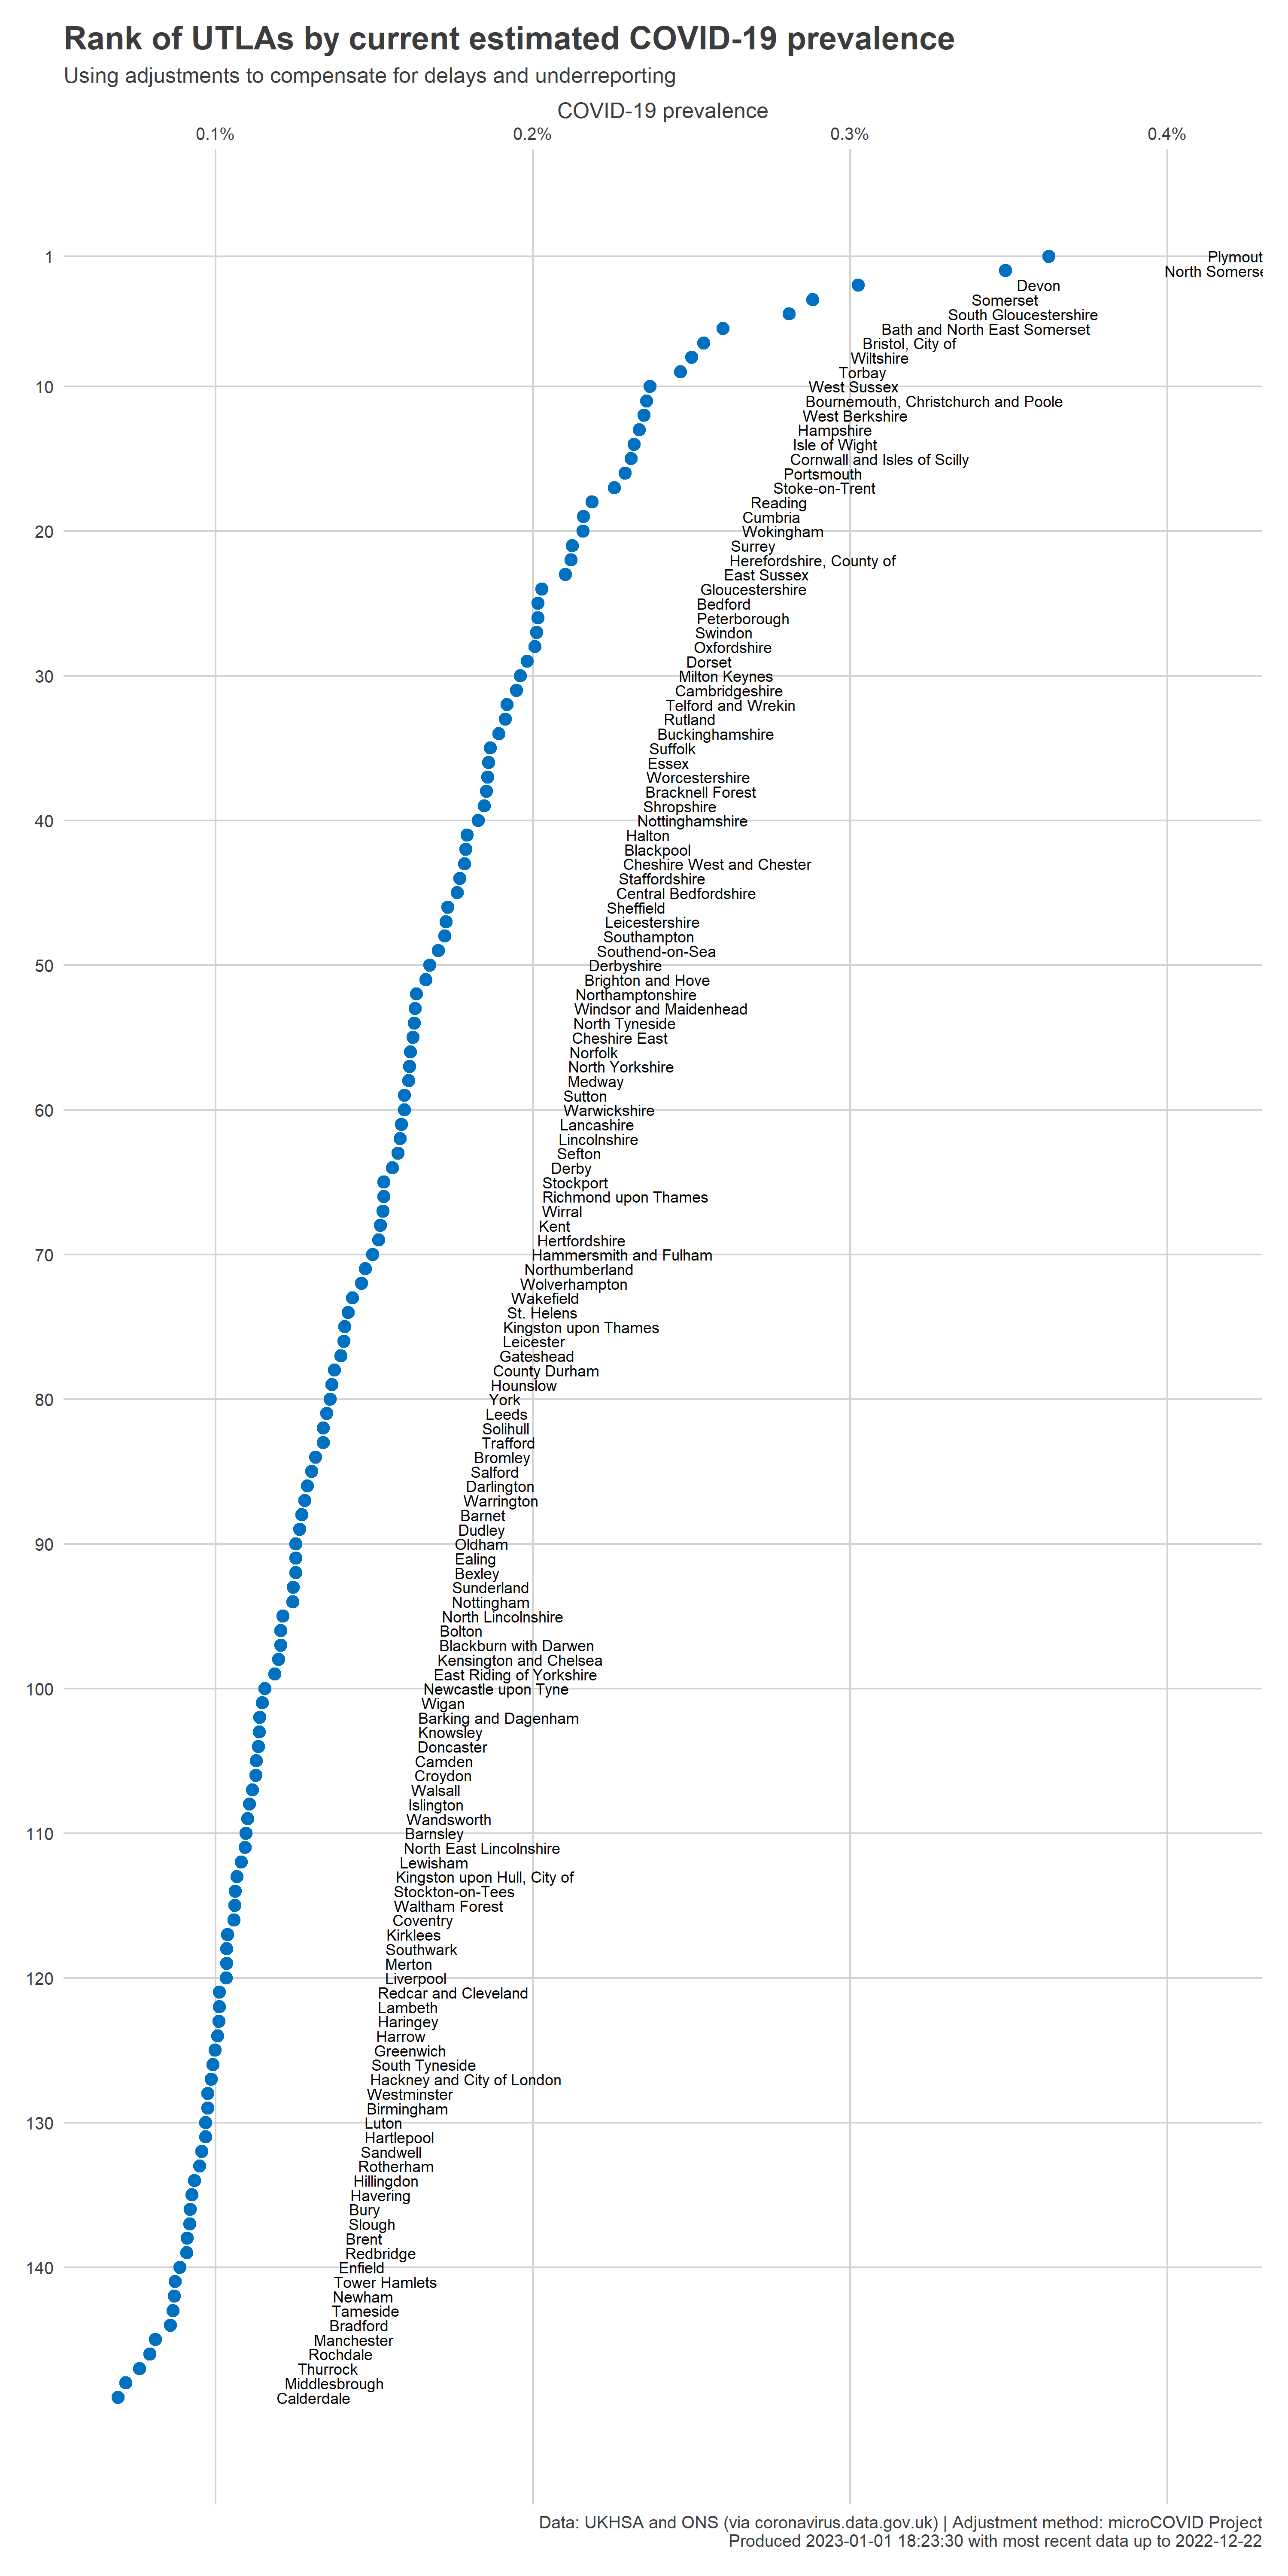 Rank of UTLAs by current estimated COVID-19 prevalence
Using adjustments to compensate for delays and underreporting
COVID-19 prevalence
0.1% 0.2% 0.3% 0.4%
1 Plymout
North Somerse
Devon
Somerset
South Gloucestershire
Bath and North East Somerset
Bristol, City of
Wiltshire
Torbay
10 West Sussex
Bournemouth, Christchurch and Poole
West Berkshire
Hampshire
Isle of Wight
Cornwall and Isles of Scilly
Portsmouth
Stoke-on-Trent
Reading
Cumbria
20 Wokingham
Surrey
Herefordshire, County of
East Sussex
Gloucestershire
Bedford
Peterborough
Swindon
Oxfordshire
Dorset
30 Milton Keynes
Cambridgeshire
Telford and Wrekin
Rutland
Buckinghamshire
Suffolk
Essex
Worcestershire
Bracknell Forest
Shropshire
40 Nottinghamshire
Halton
Blackpool
Cheshire West and Chester
Staffordshire
Central Bedfordshire
Sheffield
Leicestershire
Southampton
Southend-on-Sea
50 Derbyshire
Brighton and Hove
Northamptonshire
Windsor and Maidenhead
North Tyneside
Cheshire East
Norfolk
North Yorkshire
Medway
Sutton
60 Warwickshire
Lancashire
Lincolnshire
Sefton
Derby
Stockport
Richmond upon Thames
Wirral
Kent
Hertfordshire
70 Hammersmith and Fulham
Northumberland
Wolverhampton
Wakefield
St. Helens
Kingston upon Thames
Leicester
Gateshead
County Durham
Hounslow
80 York
Leeds
Solihull
Trafford
Bromley
Salford
Darlington
Warrington
Barnet
Dudley
90 Oldham
Ealing
Bexley
Sunderland
Nottingham
North Lincolnshire
Bolton
Blackburn with Darwen
Kensington and Chelsea
East Riding of Yorkshire
100 Newcastle upon Tyne
Wigan
Barking and Dagenham
Knowsley
Doncaster
Camden
Croydon
Walsall
Islington
Wandsworth
110 Barnsley
North East Lincolnshire
Lewisham
Kingston upon Hull, City of
Stockton-on-Tees
Waltham Forest
Coventry
Kirklees
Southwark
Merton
120 Liverpool
Redcar and Cleveland
Lambeth
Haringey
Harrow
Greenwich
South Tyneside
Hackney and City of London
Westminster
Birmingham
130 Luton
Hartlepool
Sandwell
Rotherham
Hillingdon
Havering
Bury
Slough
Brent
Redbridge
140 Enfield
Tower Hamlets
Newham
Tameside
Bradford
Manchester
Rochdale
Thurrock
Middlesbrough
Calderdale
Data: UKHSA and ONS (via coronavirus.data.gov.uk) | Adjustment method: microCOVID Project
Produced 2023-01-01 18:23:30 with most recent data up to 2022-12-22